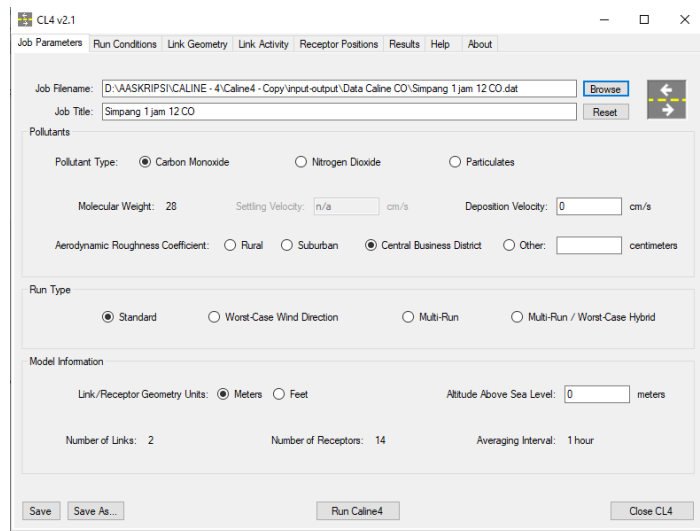 CL4 v2.1
Job Parameters Run Conditions Link Geometry Link Activity Receptor Positions Results Help About
Job Filename: D:\AASKRIPSI\CALINE - 4\Caline4 - Copy\input-output\Data Caline CO\Simpang 1 jam 12 CO.dat Browse
Job Title: Simpang 1 jam 12 CO Reset
Pollutants
Pollutant Type: Carbon Monoxide Nitrogen Dioxide Particulates
Molecular Weight: 28 Settling Velocity: n/a cm/s Deposition Velocity: 0 cm/s
Aerodynamic Roughness Coefficient: Rural Suburban Central Business District Other: centimeters
Run Type
Standard Worst-Case Wind Direction Multi-Run Multi-Run / Worst-Case Hybrid
Model Information
Link/Receptor Geometry Units: Meters Feet Altitude Above Sea Level: 0 meters
Number of Links: 2 Number of Receptors: 14 Averaging Interval: 1 hour
Save Save As... Run Caline4 Close CL4